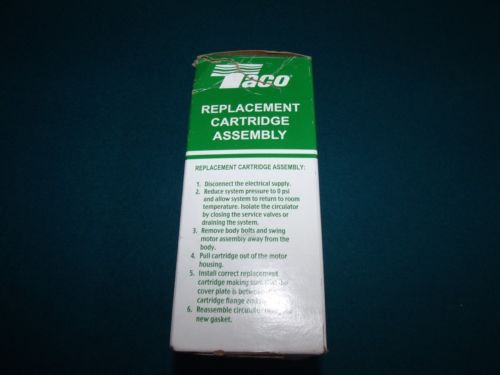 Taco
REPLACEMENT
CARTRIDGE
ASSEMBLY
REPLACEMENT CARTRIDGE ASSEMBLY:
1. Disconnect the electrical supply.
2. Reduce system pressure to 0 psi
and allow system to return to room
temperature. Isolate the circulator
by closing the service valves or
draining the system.
3. Remove body bolts and swing
motor assembly away from the
body.
4. Pull cartridge out of the motor
housing.
5. Install correct replacement
cartridge making sure
cover plate is between
cartridge flange
6. Reassemble circulator
new gasket.